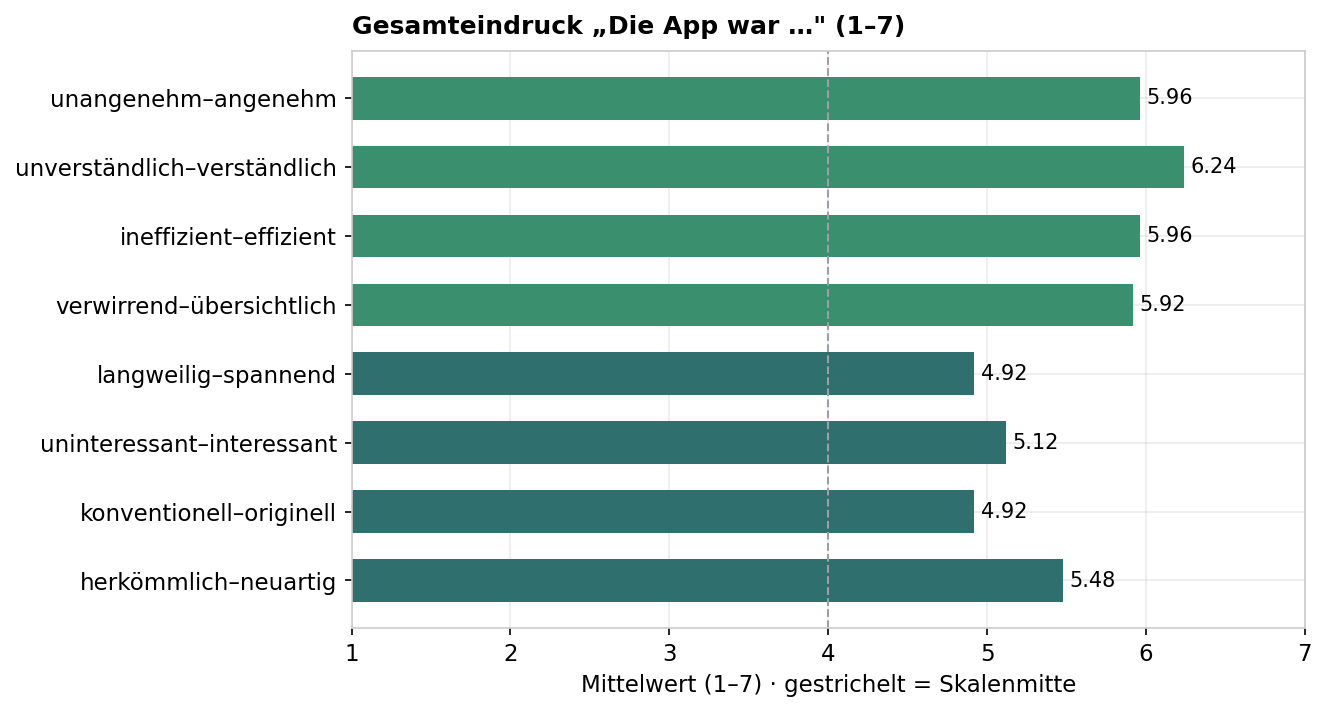 Gesamteindruck „Die App war …" (1–7)
unangenehm–angenehm 5.96
unverständlich–verständlich 6.24
ineffizient–effizient 5.96
verwirrend–übersichtlich 5.92
langweilig–spannend 4.92
uninteressant–interessant 5.12
konventionell–originell 4.92
herkömmlich–neuartig 5.48
1 2 3 4 5 6 7
Mittelwert (1–7) · gestrichelt = Skalenmitte